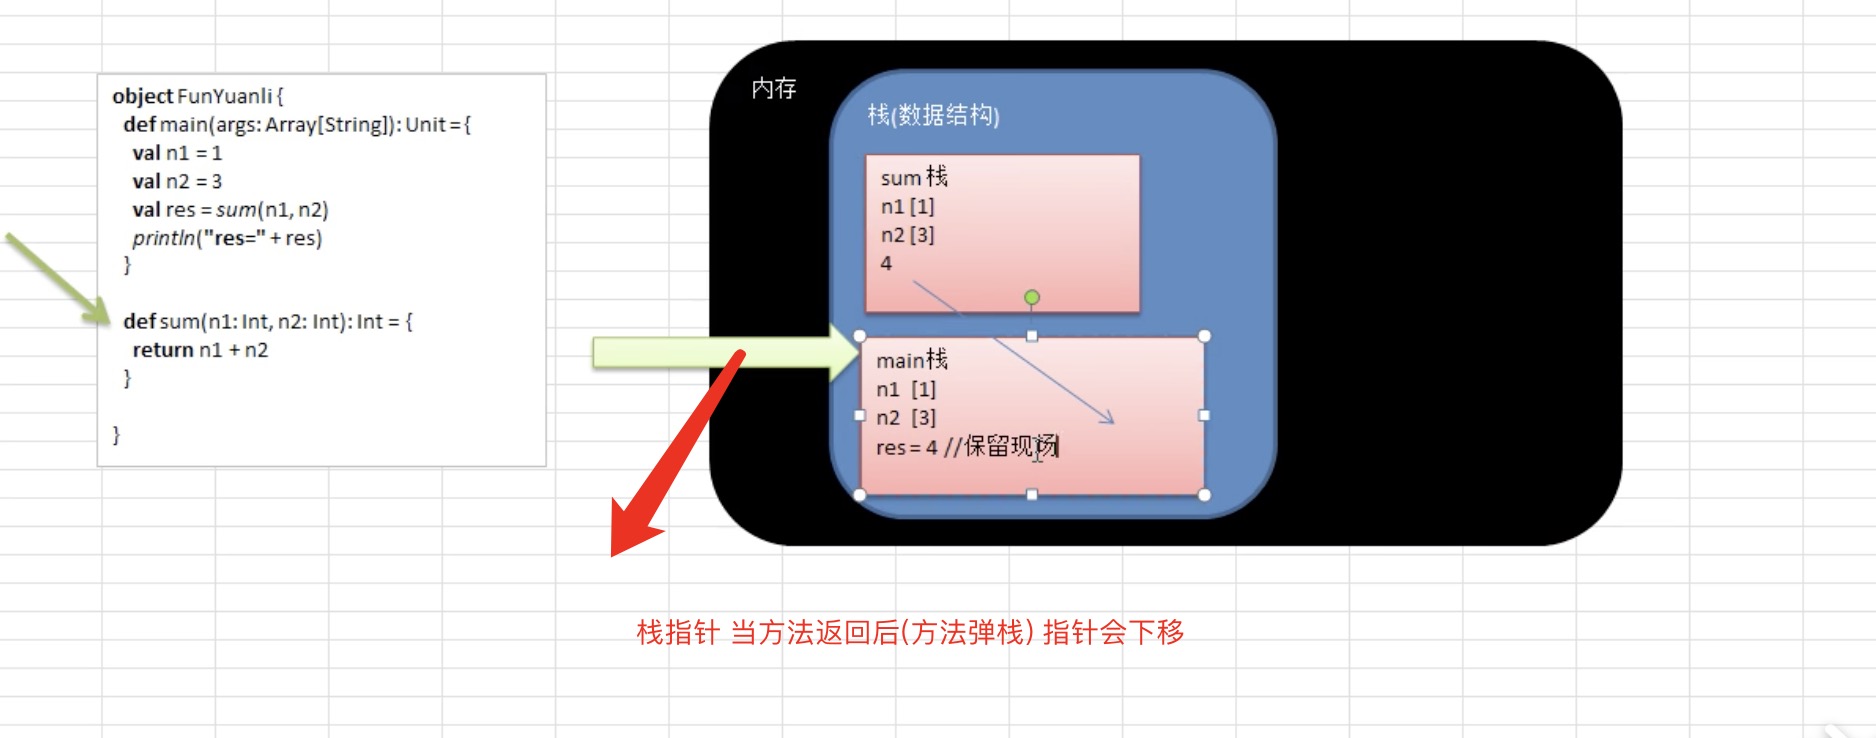 object FunYuanli {
def main(args: Array[String]): Unit = {
val n1 = 1
val n2 = 3
val res = sum(n1, n2)
println("res=" + res)
}
def sum(n1: Int, n2: Int): Int = {
return n1 + n2
}
}
内存
栈(数据结构)
sum 栈
n1 [1]
n2 [3]
4
main栈
n1 [1]
n2 [3]
res = 4 //保留现场
栈指针 当方法返回后(方法弹栈) 指针会下移